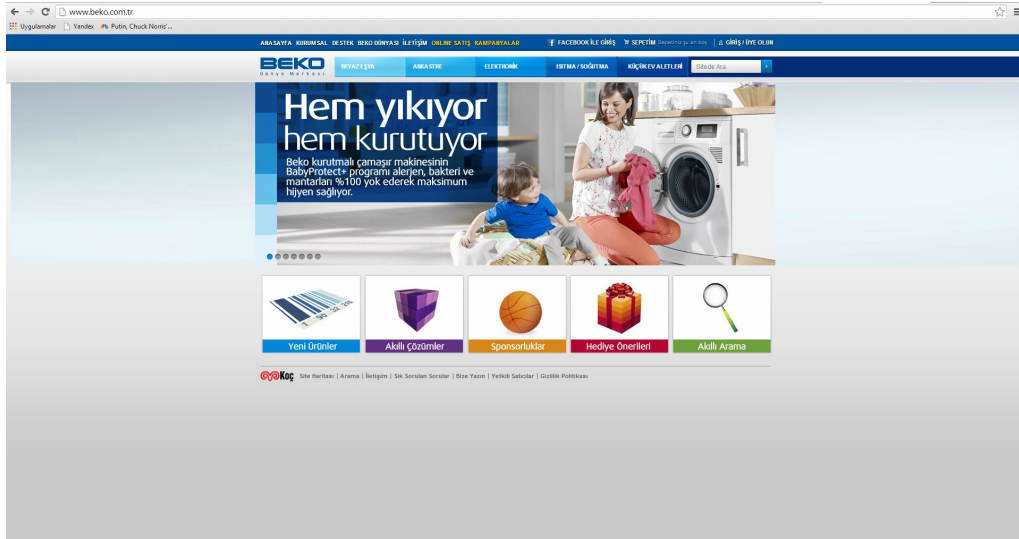 www.beko.com.tr
Uygulamalar Yandex Putin, Chuck Norris'...
ANASAYFA KURUMSAL DESTEK BEKO DÜNYASI İLETİŞİM ONLINE SATIŞ KAMPANYALAR FACEBOOK İLE GİRİŞ SEPETİM Sepetiniz şu an boş. GİRİŞ / ÜYE OLUN
BEKO
Dünya Markası
BEYAZ EŞYA ANKASTRE ELEKTRONİK ISITMA / SOĞUTMA KÜÇÜK EV ALETLERİ Sitede Ara
Hem yıkıyor
hem kurutuyor
Beko kurutmalı çamaşır makinesinin
BabyProtect+ programı alerjen, bakteri ve
mantarları %100 yok ederek maksimum
hijyen sağlıyor.
Yeni Ürünler Akıllı Çözümler Sponsorluklar Hediye Önerileri Akıllı Arama
Koç Site Haritası | Arama | İletişim | Sık Sorulan Sorular | Bize Yazın | Yetkili Satıcılar | Gizlilik Politikası